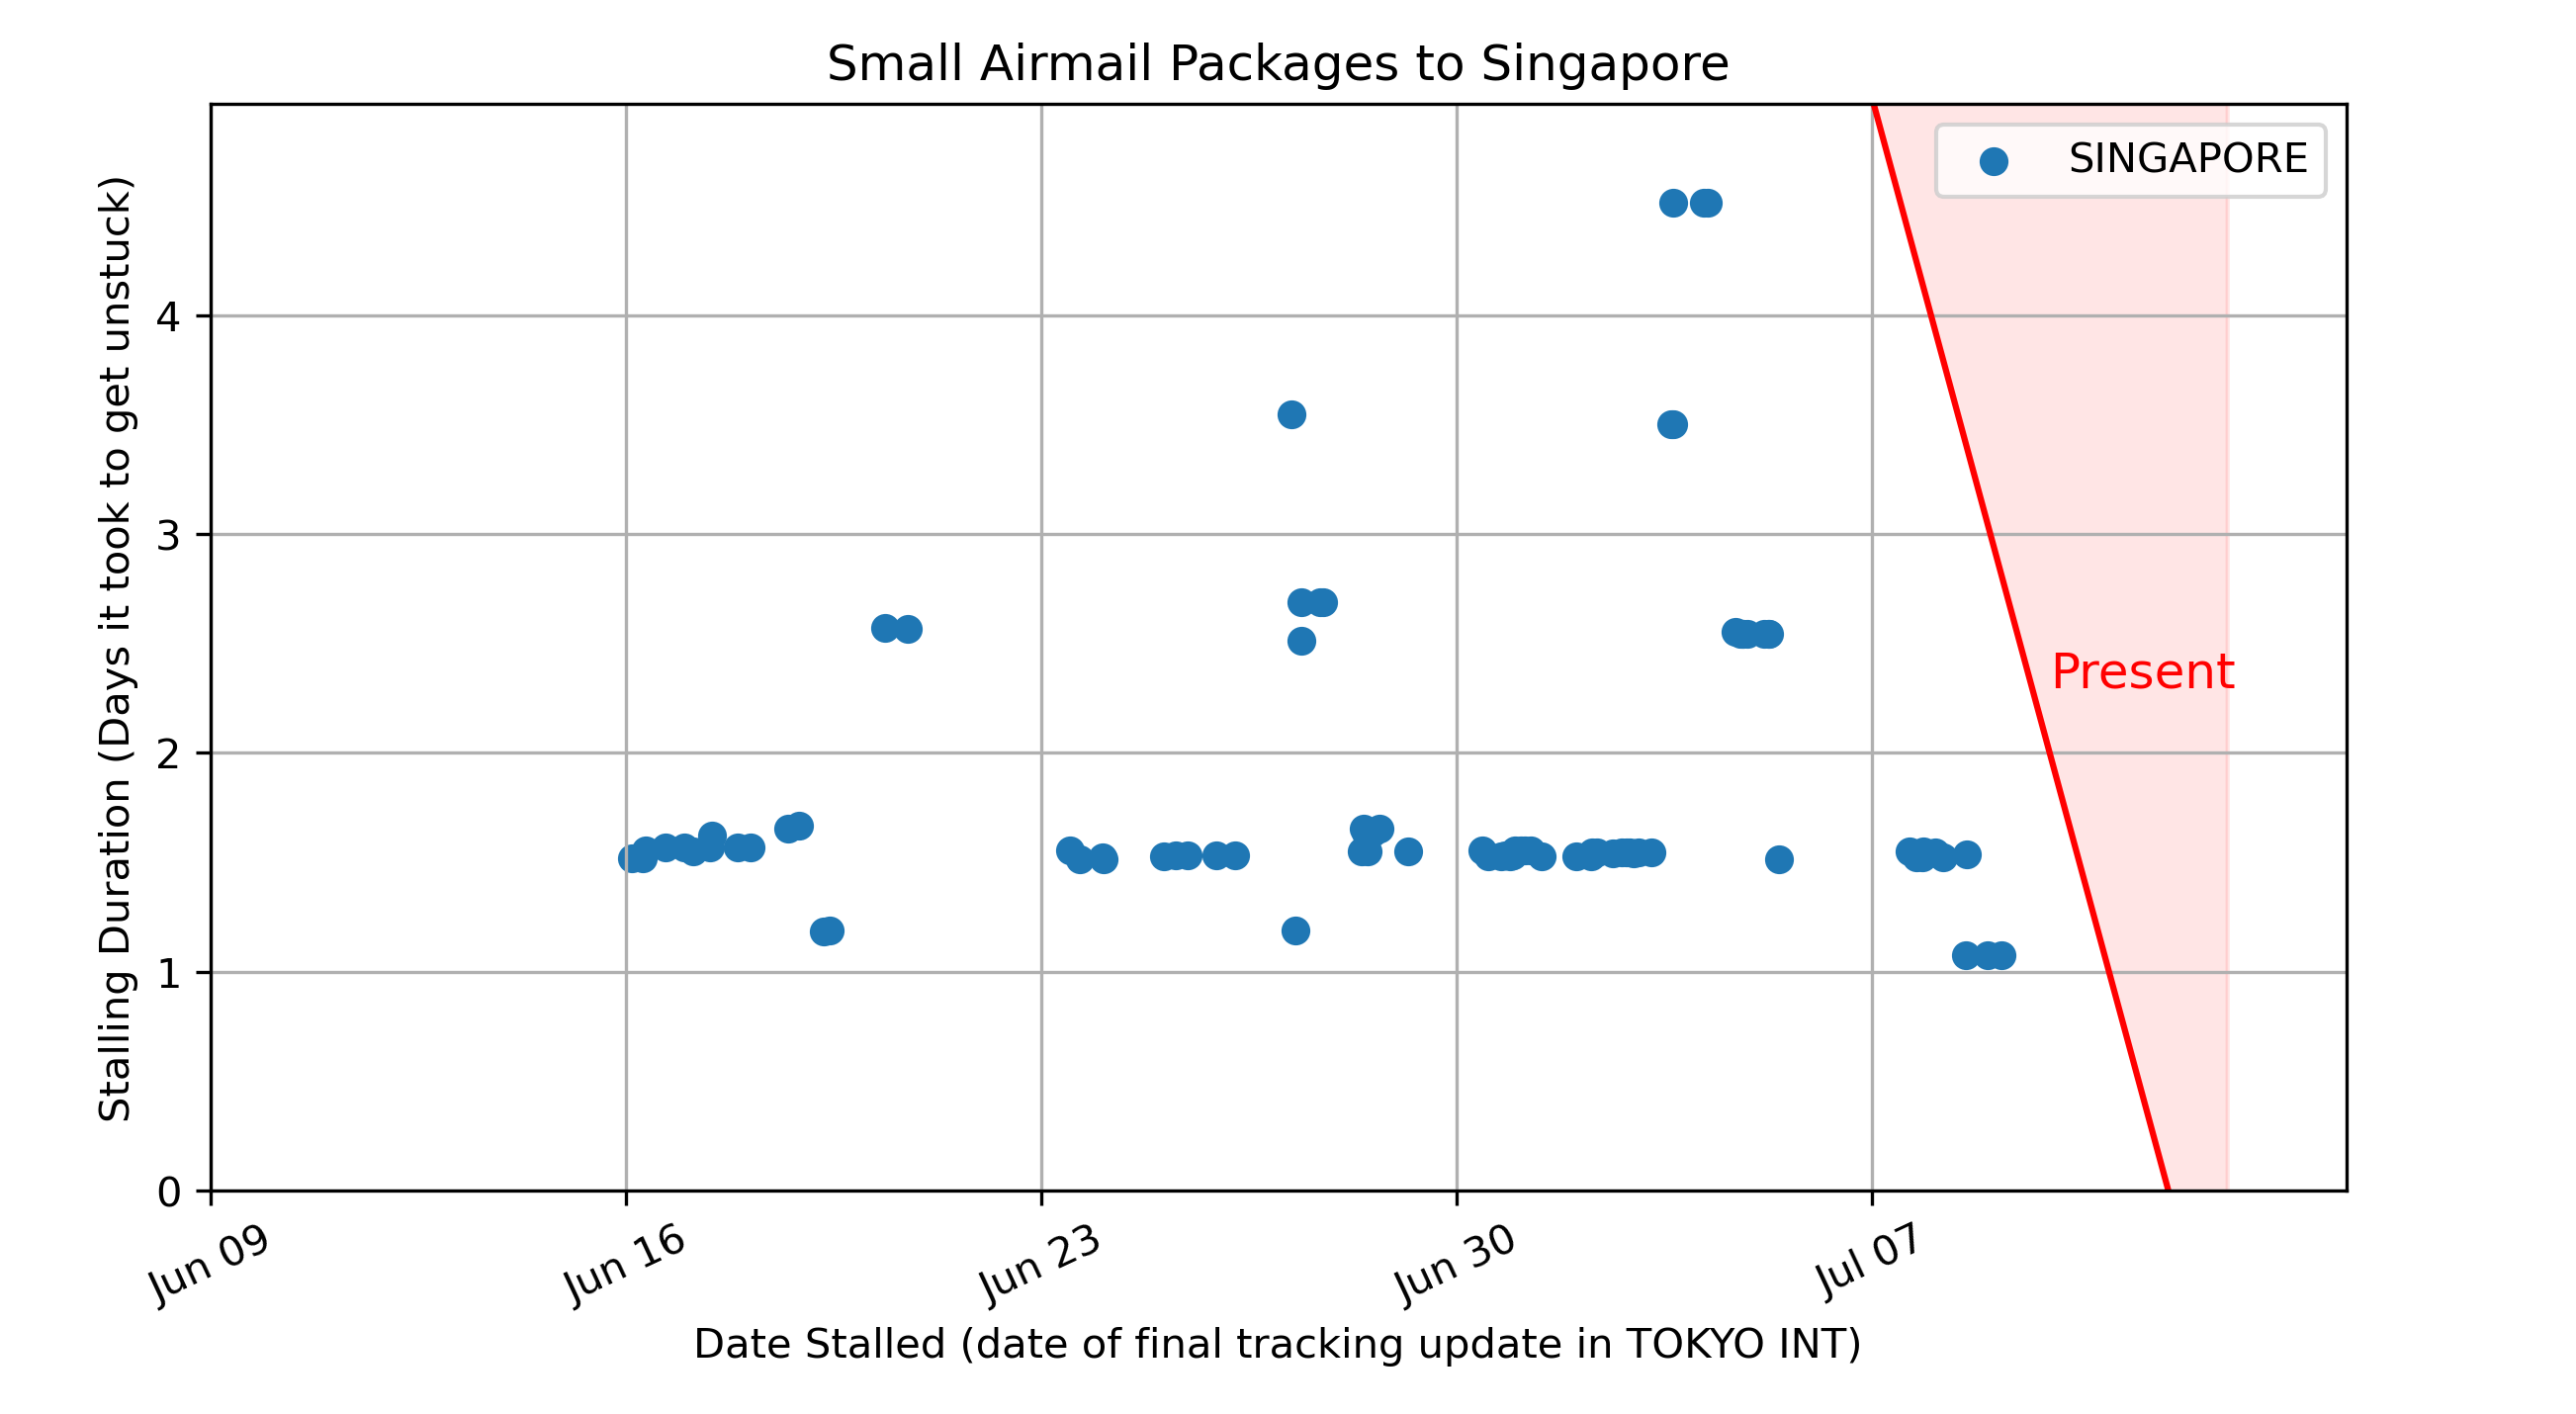 Small Airmail Packages to Singapore
SINGAPORE
Stalling Duration (Days it took to get unstuck)
4
3
2
1
0
Present
Jun 09
Jun 16
Jun 23
Jun 30
Jul 07
Date Stalled (date of final tracking update in TOKYO INT)